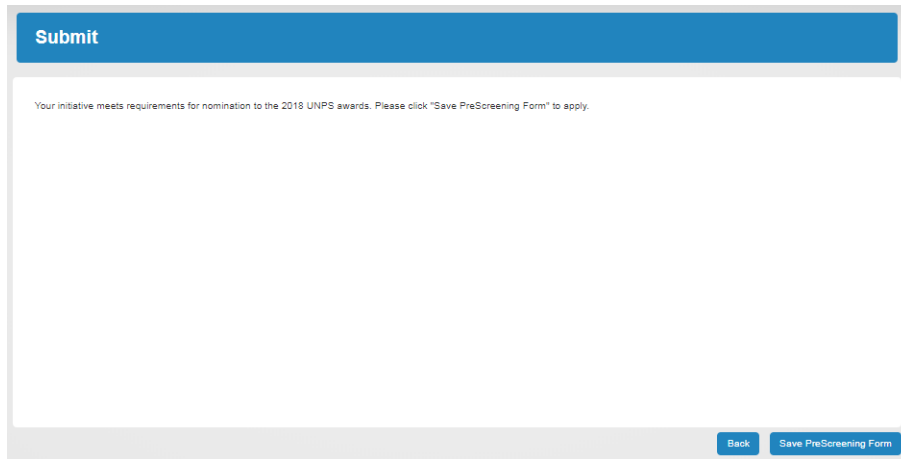 Submit
Your initiative meets requirements for nomination to the 2018 UNPS awards. Please click "Save PreScreening Form" to apply.
Back
Save PreScreening Form